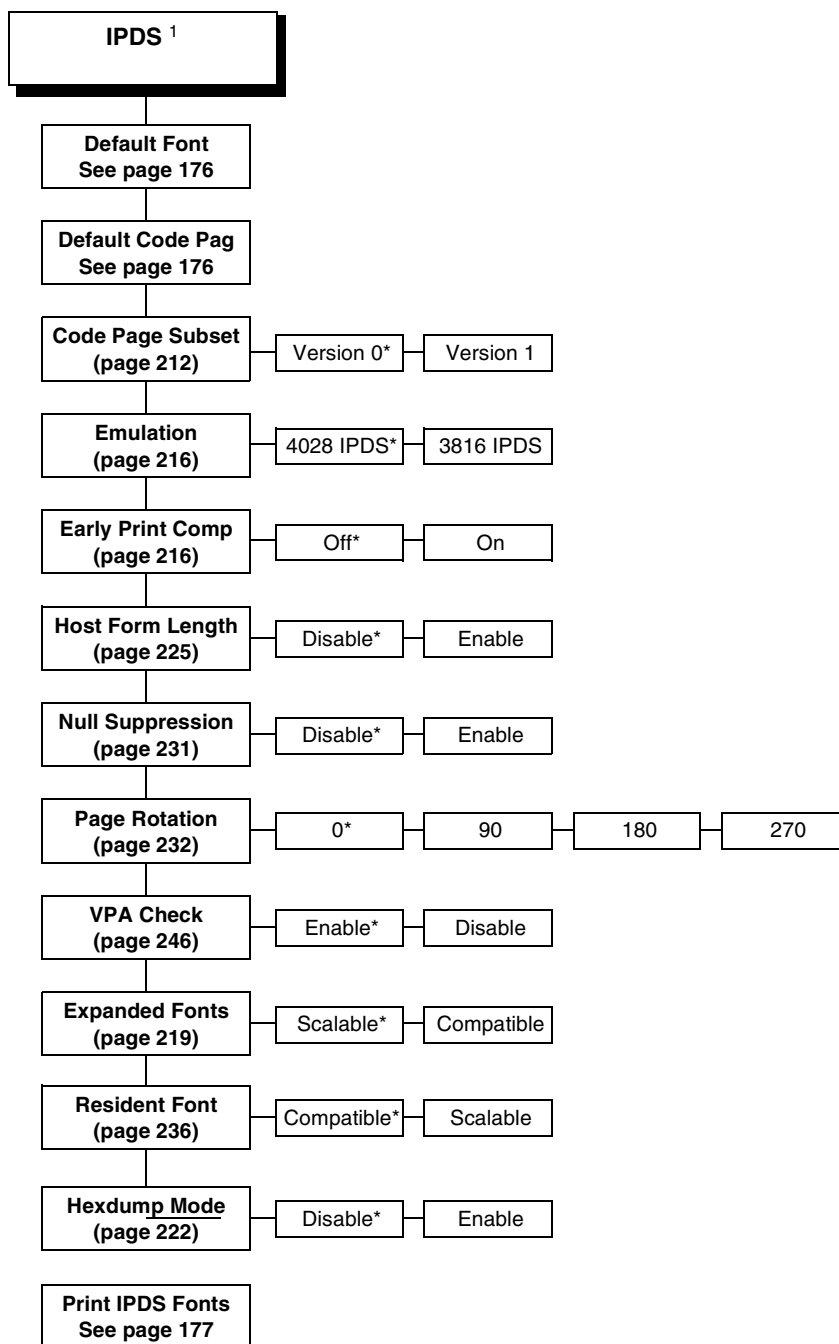 IPDS 1
Default Font
See page 176
Default Code Pag
See page 176
Code Page Subset
(page 212)
Version 0*
Version 1
Emulation
(page 216)
4028 IPDS*
3816 IPDS
Early Print Comp
(page 216)
Off*
On
Host Form Length
(page 225)
Disable*
Enable
Null Suppression
(page 231)
Disable*
Enable
Page Rotation
(page 232)
0*
90
180
270
VPA Check
(page 246)
Enable*
Disable
Expanded Fonts
(page 219)
Scalable*
Compatible
Resident Font
(page 236)
Compatible*
Scalable
Hexdump Mode
(page 222)
Disable*
Enable
Print IPDS Fonts
See page 177